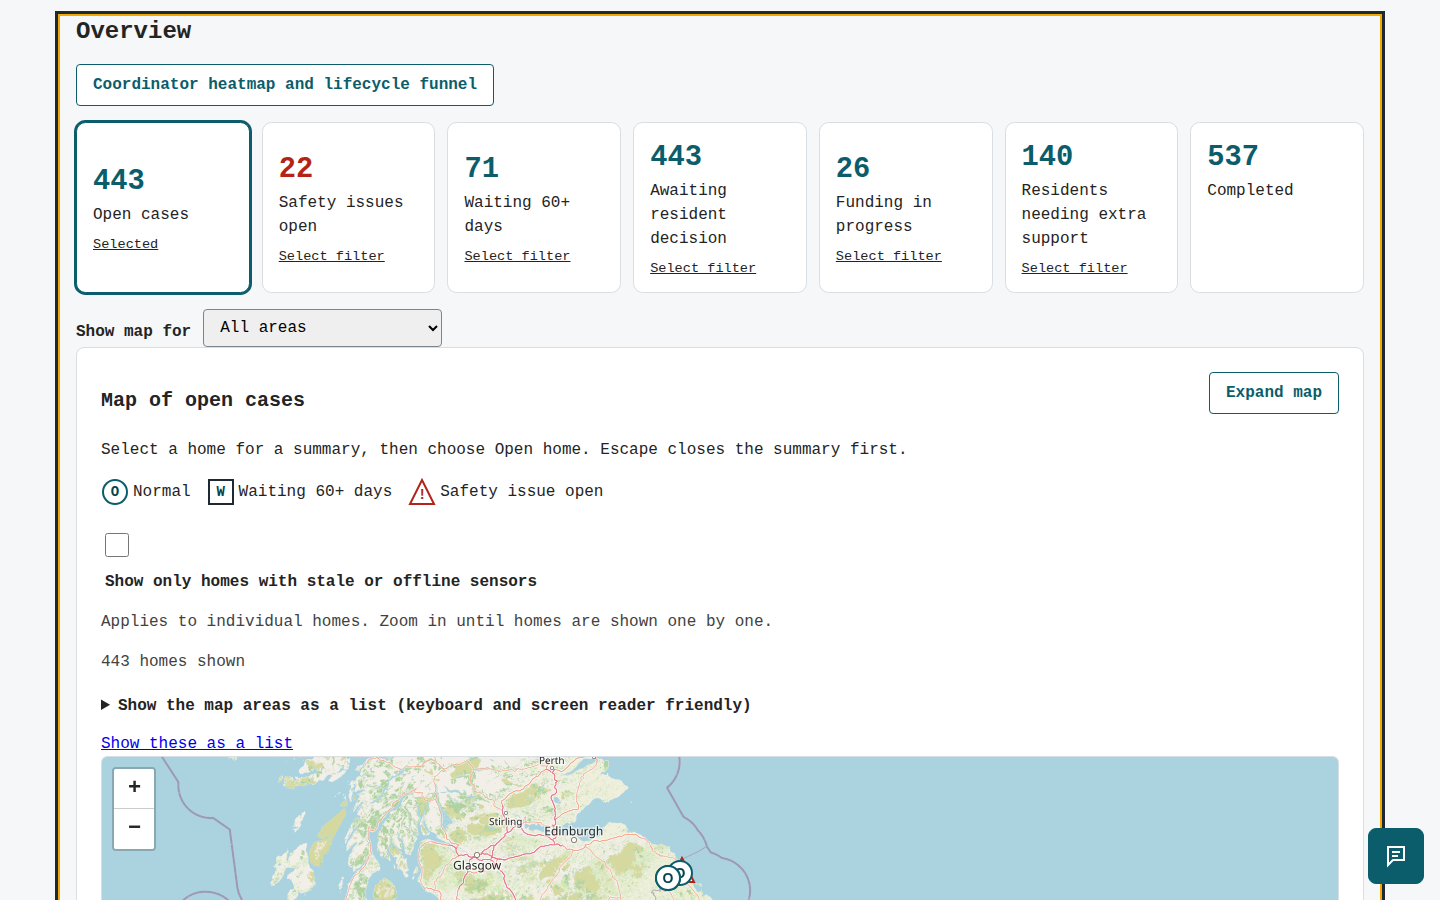 Overview
Coordinator heatmap and lifecycle funnel
443
Open cases
Selected
22
Safety issues
open
Select filter
71
Waiting 60+
days
Select filter
443
Awaiting
resident
decision
Select filter
26
Funding in
progress
Select filter
140
Residents
needing extra
support
Select filter
537
Completed
Show map for
All areas
Map of open cases
Expand map
Select a home for a summary, then choose Open home. Escape closes the summary first.
O Normal W Waiting 60+ days ! Safety issue open
Show only homes with stale or offline sensors
Applies to individual homes. Zoom in until homes are shown one by one.
443 homes shown
Show the map areas as a list (keyboard and screen reader friendly)
Show these as a list
+
−
Perth
Stirling
Edinburgh
Glasgow
O